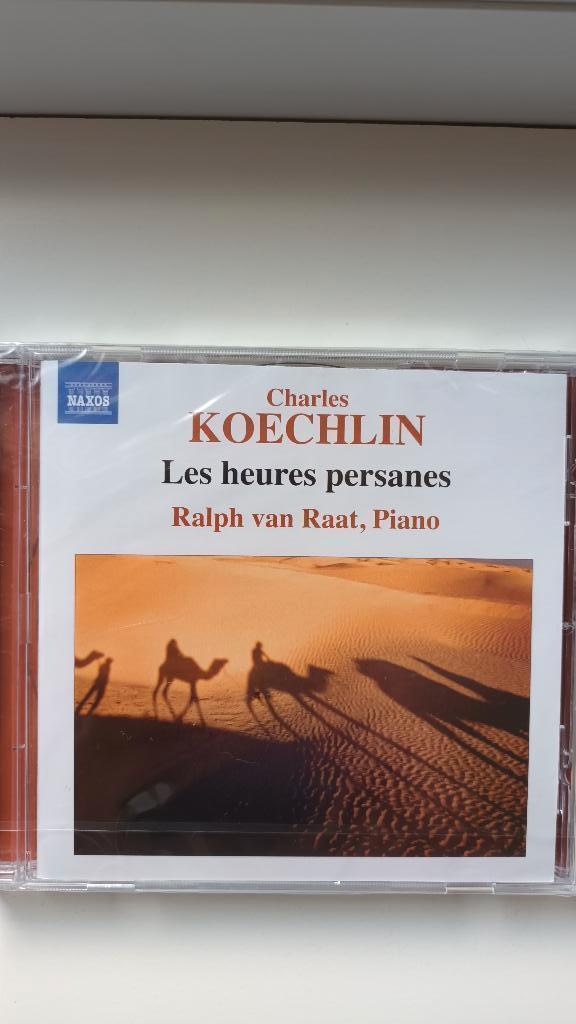 NAXOS
Charles
KOECHLIN
Les heures persanes
Ralph van Raat, Piano